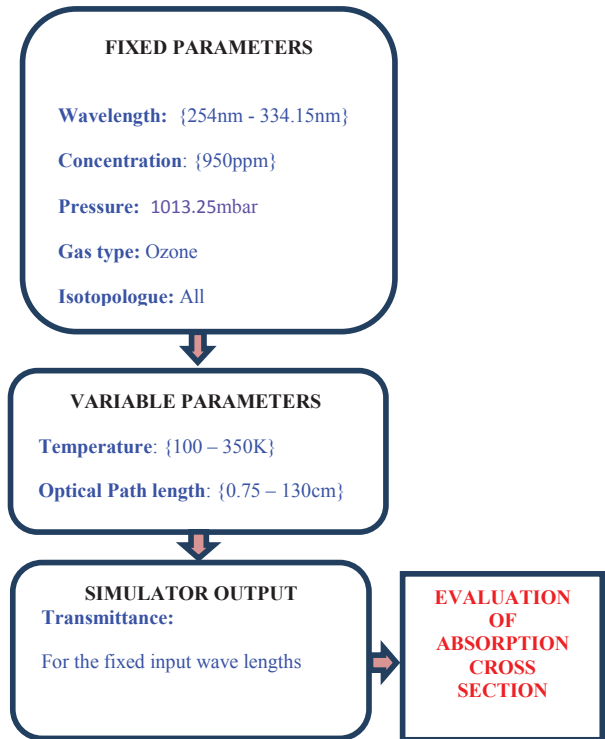 FIXED PARAMETERS
Wavelength: {254nm - 334.15nm}
Concentration: {950ppm}
Pressure: 1013.25mbar
Gas type: Ozone
Isotopologue: All
VARIABLE PARAMETERS
Temperature: {100 – 350K}
Optical Path length: {0.75 – 130cm}
SIMULATOR OUTPUT
Transmittance:
For the fixed input wave lengths
EVALUATION
OF
ABSORPTION
CROSS
SECTION